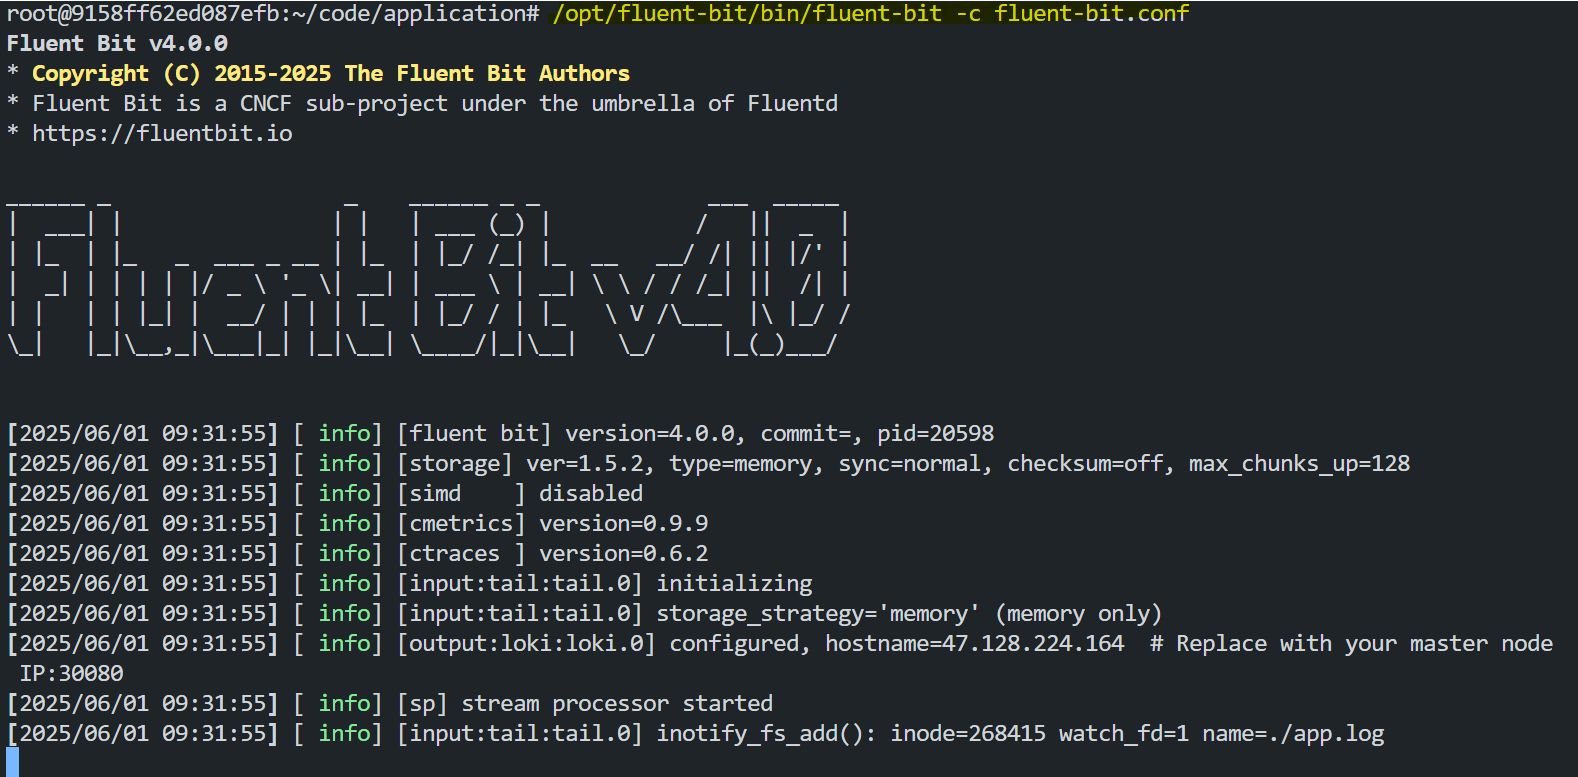 root@9158ff62ed087efb:~/code/application# /opt/fluent-bit/bin/fluent-bit -c fluent-bit.conf
Fluent Bit v4.0.0
* Copyright (C) 2015-2025 The Fluent Bit Authors
* Fluent Bit is a CNCF sub-project under the umbrella of Fluentd
* https://fluentbit.io
Fluent Bit v4.0
[2025/06/01 09:31:55] [ info] [fluent bit] version=4.0.0, commit=, pid=20598
[2025/06/01 09:31:55] [ info] [storage] ver=1.5.2, type=memory, sync=normal, checksum=off, max_chunks_up=128
[2025/06/01 09:31:55] [ info] [simd    ] disabled
[2025/06/01 09:31:55] [ info] [cmetrics] version=0.9.9
[2025/06/01 09:31:55] [ info] [ctraces ] version=0.6.2
[2025/06/01 09:31:55] [ info] [input:tail:tail.0] initializing
[2025/06/01 09:31:55] [ info] [input:tail:tail.0] storage_strategy='memory' (memory only)
[2025/06/01 09:31:55] [ info] [output:loki:loki.0] configured, hostname=47.128.224.164  # Replace with your master node
 IP:30080
[2025/06/01 09:31:55] [ info] [sp] stream processor started
[2025/06/01 09:31:55] [ info] [input:tail:tail.0] inotify_fs_add(): inode=268415 watch_fd=1 name=./app.log